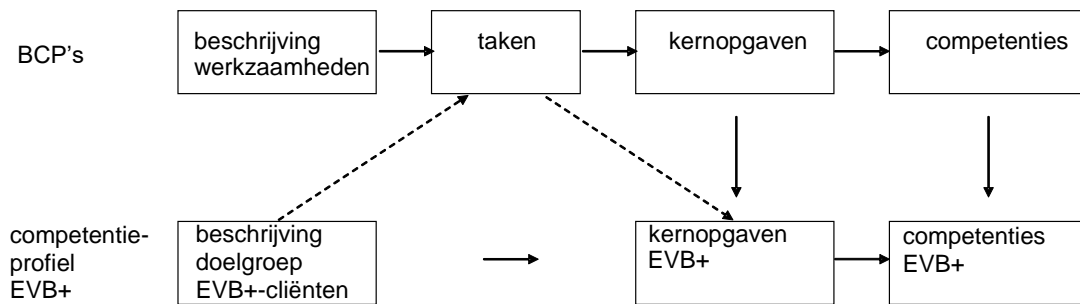 BCP’s
beschrijving
werkzaamheden
taken
kernopgaven
competenties
competentie-
profiel
EVB+
beschrijving
doelgroep
EVB+-cliënten
kernopgaven
EVB+
competenties
EVB+